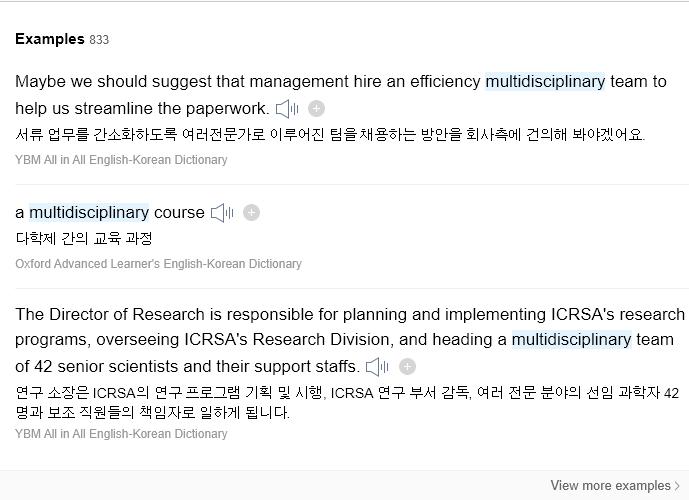 Examples 833
Maybe we should suggest that management hire an efficiency multidisciplinary team to
help us streamline the paperwork.
서류 업무를 간소화하도록 여러전문가로 이루어진 팀을 채용하는 방안을 회사측에 건의해 봐야겠어요.
YBM All in All English-Korean Dictionary
a multidisciplinary course
다학제 간의 교육 과정
Oxford Advanced Learner's English-Korean Dictionary
The Director of Research is responsible for planning and implementing ICRSA's research
programs, overseeing ICRSA's Research Division, and heading a multidisciplinary team
of 42 senior scientists and their support staffs.
연구 소장은 ICRSA의 연구 프로그램 기획 및 시행, ICRSA 연구 부서 감독, 여러 전문 분야의 선임 과학자 42
명과 보조 직원들의 책임자로 일하게 됩니다.
YBM All in All English-Korean Dictionary
View more examples